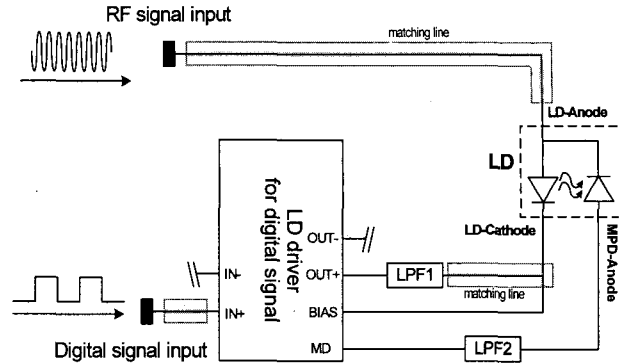 RF signal input
matching line
LD-Anode
LD
LD driver
for digital signal
OUT-
LD-Cathode
MPD-Anode
IN-
OUT+
LPF1
matching line
IN+
BIAS
MD
LPF2
Digital signal input